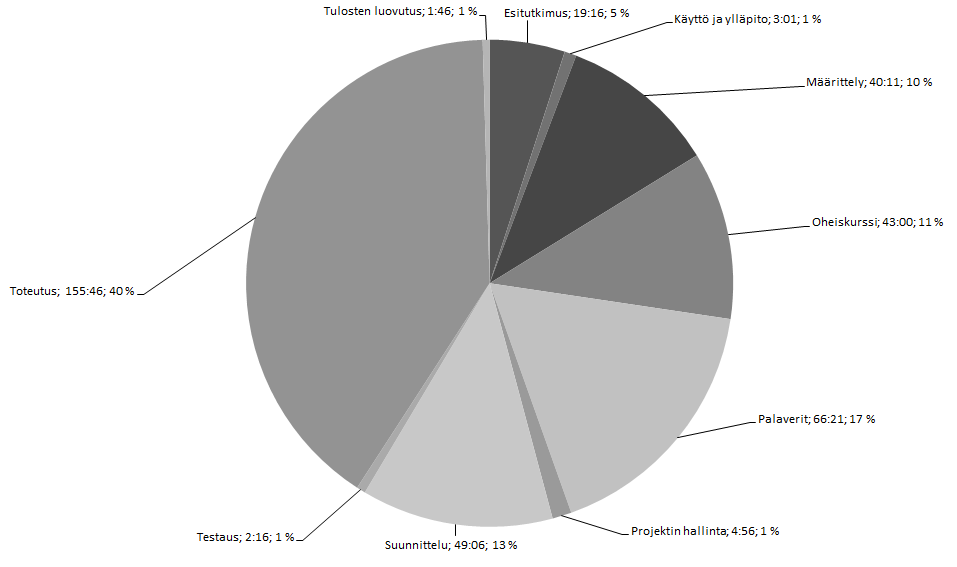 Tulosten luovutus; 1:46; 1 %
Esitutkimus; 19:16; 5 %
Käyttö ja ylläpito; 3:01; 1 %
Määrittely; 40:11; 10 %
Oheiskurssi; 43:00; 11 %
Toteutus; 155:46; 40 %
Palaverit; 66:21; 17 %
Projektin hallinta; 4:56; 1 %
Testaus; 2:16; 1 %
Suunnittelu; 49:06; 13 %